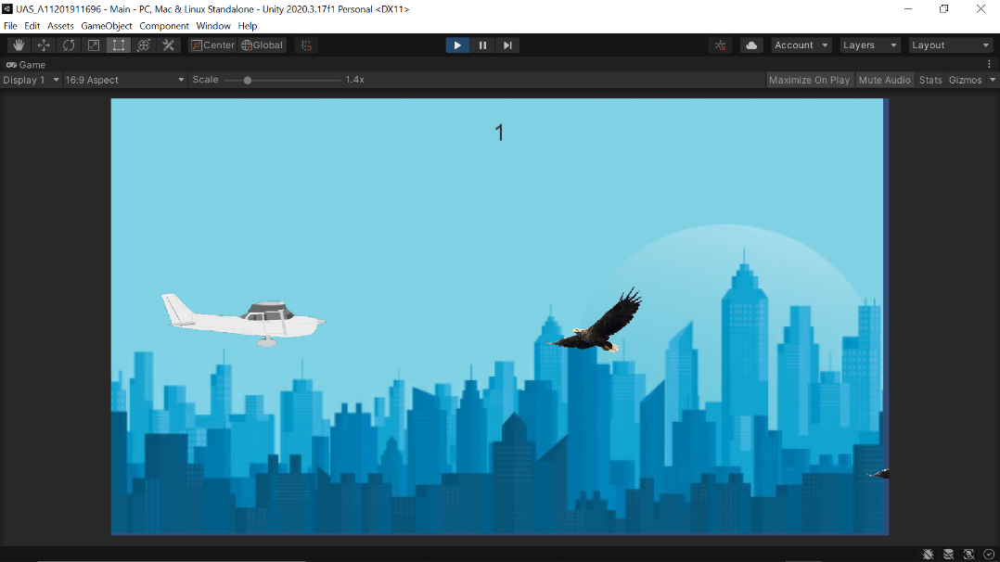 UAS_A11201911696 - Main - PC, Mac & Linux Standalone - Unity 2020.3.17f1 Personal <DX11>
File Edit Assets GameObject Component Window Help
Center Global Account Layers Layout
Game
Display 1 16:9 Aspect Scale 1.4x Maximize On Play Mute Audio Stats Gizmos
1